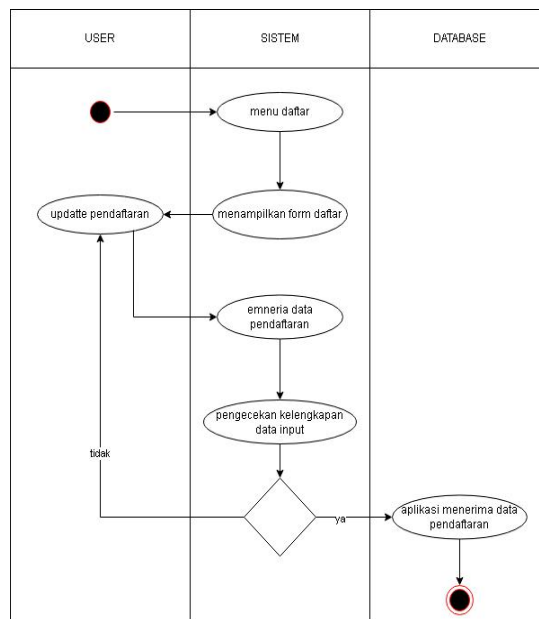 USER
SISTEM
DATABASE
menu daftar
updatte pendaftaran
menampilkan form daftar
emneria data
pendaftaran
pengecekan kelengkapan
data input
tidak
ya
aplikasi menerima data
pendaftaran